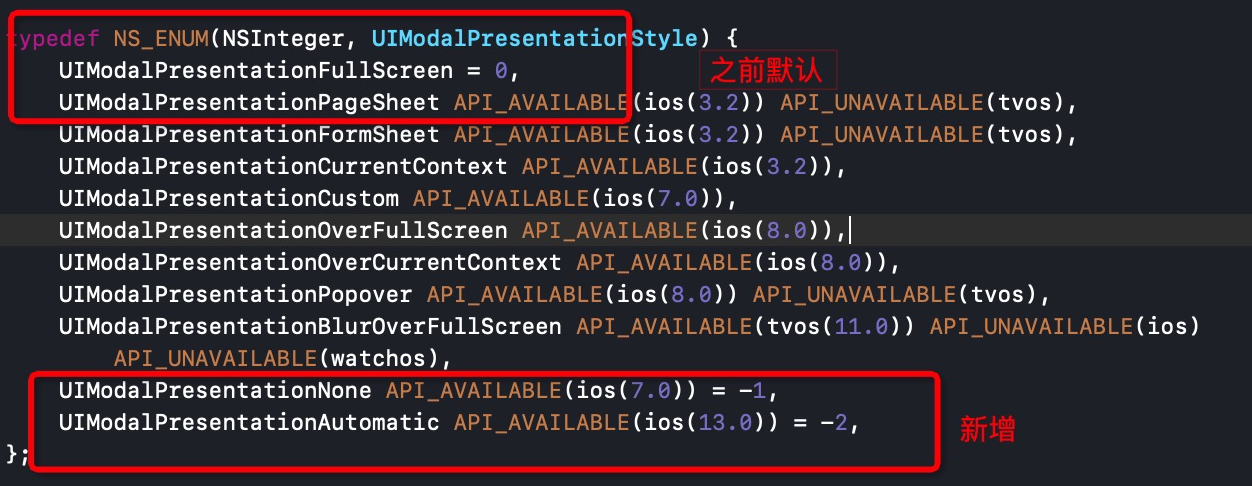 typedef NS_ENUM(NSInteger, UIModalPresentationStyle) {
UIModalPresentationFullScreen = 0,
之前默认
UIModalPresentationPageSheet API_AVAILABLE(ios(3.2)) API_UNAVAILABLE(tvos),
UIModalPresentationFormSheet API_AVAILABLE(ios(3.2)) API_UNAVAILABLE(tvos),
UIModalPresentationCurrentContext API_AVAILABLE(ios(3.2)),
UIModalPresentationCustom API_AVAILABLE(ios(7.0)),
UIModalPresentationOverFullScreen API_AVAILABLE(ios(8.0)),
UIModalPresentationOverCurrentContext API_AVAILABLE(ios(8.0)),
UIModalPresentationPopover API_AVAILABLE(ios(8.0)) API_UNAVAILABLE(tvos),
UIModalPresentationBlurOverFullScreen API_AVAILABLE(tvos(11.0)) API_UNAVAILABLE(ios)
API_UNAVAILABLE(watchos),
UIModalPresentationNone API_AVAILABLE(ios(7.0)) = -1,
UIModalPresentationAutomatic API_AVAILABLE(ios(13.0)) = -2,
新增
};